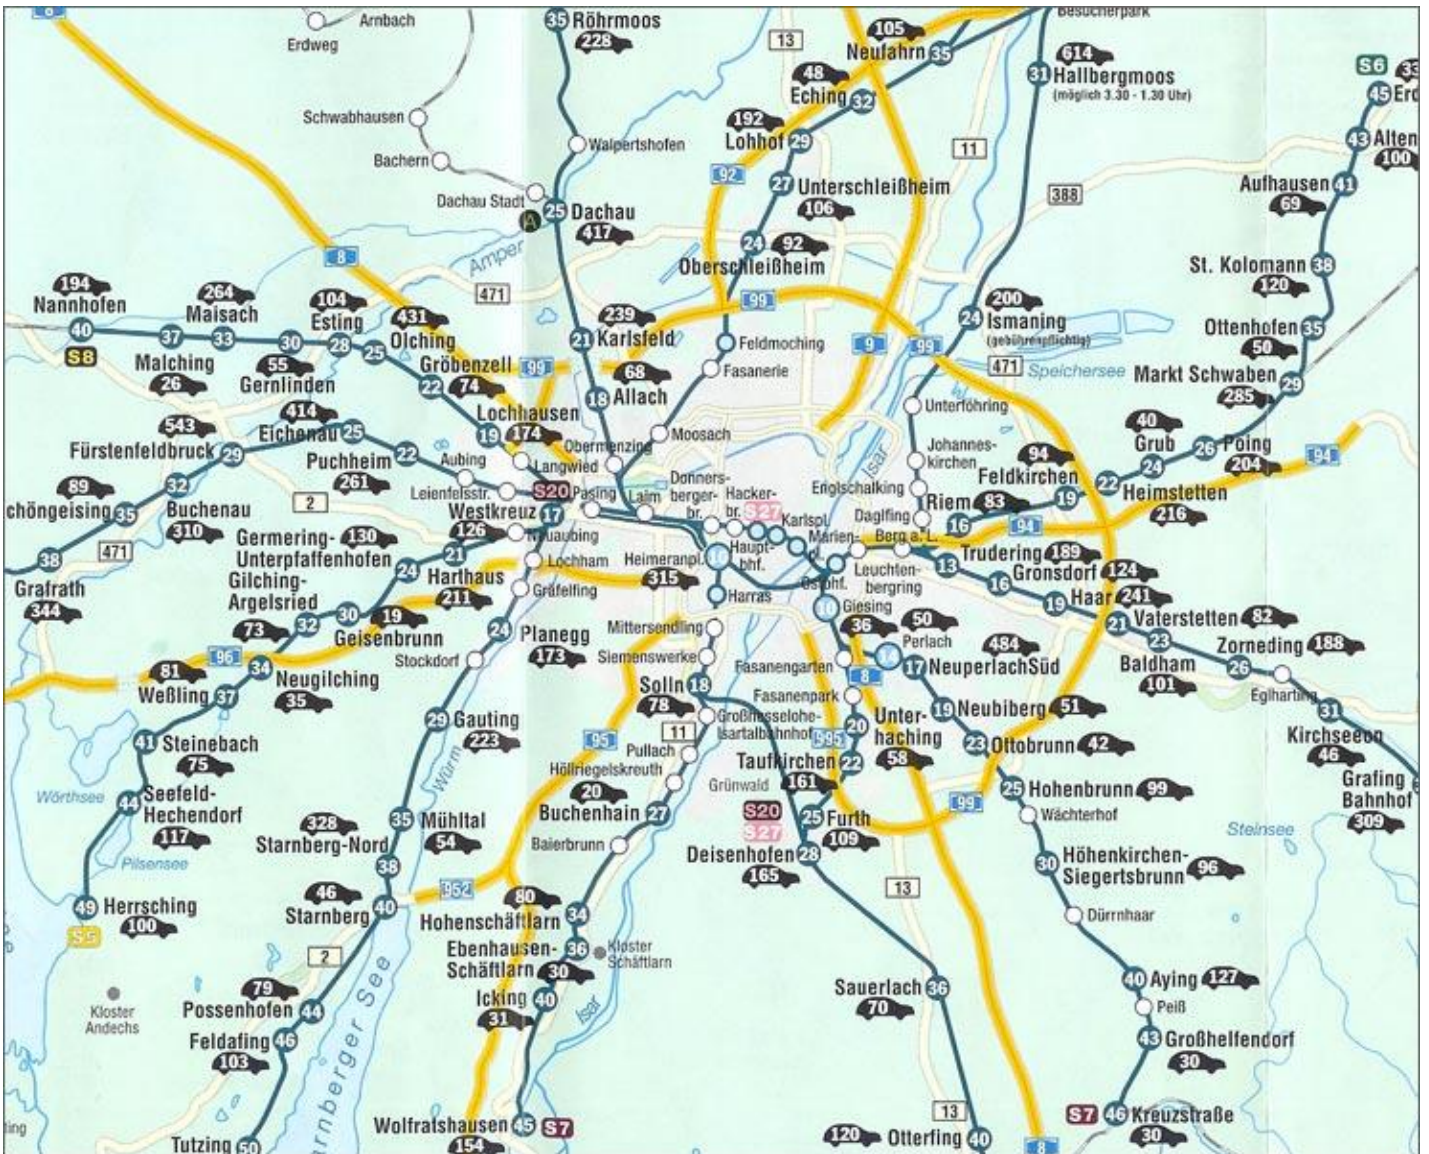 8
Arnbach
Erdweg
35 Röhrmoos
228
13
105
Neufahrn 35
Besucherpark
614
31 Hallbergmoos
(möglich 3.30 - 1.30 Uhr)
S6
45
43
100
Schwabhausen
Bachern
Walpertshofen
48
Eching 32
192
Lohhof 29
11
92
27 Unterschleißheim
106
388
Aufhausen 41
69
Dachau Stadt
A
25 Dachau
417
24 92
Oberschleißheim
St. Kolomann 38
120
8
Amper
471
99
194
Nannhofen
40
S8
37
264
Maisach
33
Malching
26
30
55
Gernlinden
104
Esting
28
431
Olching
25
Gröbenzell
22
74
99
239
21 Karlsfeld
68
18 Allach
Feldmoching
Fasanerie
9
99
200
24 Ismaning
(gebührenpflichtig)
471
Speichersee
Ottenhofen 35
50
Markt Schwaben
285
29
Lochhausen
19 174
Langwied
Obermenzing
Moosach
Unterföhring
Johannes-
kirchen
Englschalking
Daglfing
Isar
40
Grub
24
26 Poing
204
94
543
Fürstenfeldbruck
29
414
Eichenau 25
Puchheim
261
22
Aubing
Leienfelsstr.
S20
Pasing
Laim
Donners-
berger-
br.
Hacker-
br.
S27
Karlspl.
Marien-
pl.
Haupt-
bhf.
Berg a. L.
94
Feldkirchen
19
22
Heimstetten
216
Riem 83
16
94
89
32
35
Buchenau
310
2
Westkreuz 17
126
Neuaubing
Germering- 130
Unterpfaffenhofen
24
21
Harthaus
211
Lochham
Gräfelfing
Heimeranpl.
315
Harras
Ostbhf.
Leuchten-
bergring
10 Giesing
13
Trudering 189
16
Gronsdorf 124
19 Haar 241
21
Vaterstetten 82
23
Baldham
101
Zorneding 188
26
Eglharting
31
Kirchseeon
46
Grafing
Bahnhof
309
471
38
Grafrath
344
Gilching-
Argelsried
73
32
30
19
Geisenbrunn
96
34
Neugilching
35
81
Weßling 37
41 Steinebach
75
Wörthsee
44 Seefeld-
Hechendorf
117
Pilsensee
49 Herrsching
100
S5
Kloster
Andechs
24 Planegg
173
Stockdorf
29 Gauting
223
Würm
35 Mühltal
54
328
Starnberg-Nord
38
46
Starnberg 40
952
2
79
Possenhofen 44
Feldafing 46
103
Tutzing 50
Mittersendling
Siemenswerke
Solln 18
78
Großhesselohe-
Isartalbahnhof
11
Pullach
Höllriegelskreuth
95
20
Buchenhain 27
Baierbrunn
80
Hohenschäftlarn
34
Ebenhausen-
Schäftlarn 30
36
Kloster
Schäftlarn
Icking 40
31
Isar
Wolfratshausen 45 S7
154
36
50
Perlach
14
484
17 NeuperlachSüd
Fasanengarten
8
Fasanenpark
19 Neubiberg 51
20 Unter-
haching
58
995
Taufkirchen 22
161
23 Ottobrunn 42
Grünwald
S20
S27
25 Furth
109
Deisenhofen 28
165
99
25 Hohenbrunn 99
Wächterhof
30 Höhenkirchen-
Siegertsbrunn 96
Dürrnhaar
13
Steinsee
Sauerlach 36
70
40 Aying 127
Peiß
43 Großhelfendorf
30
S7 46 Kreuzstraße
30
13
120 Otterfing 40
8